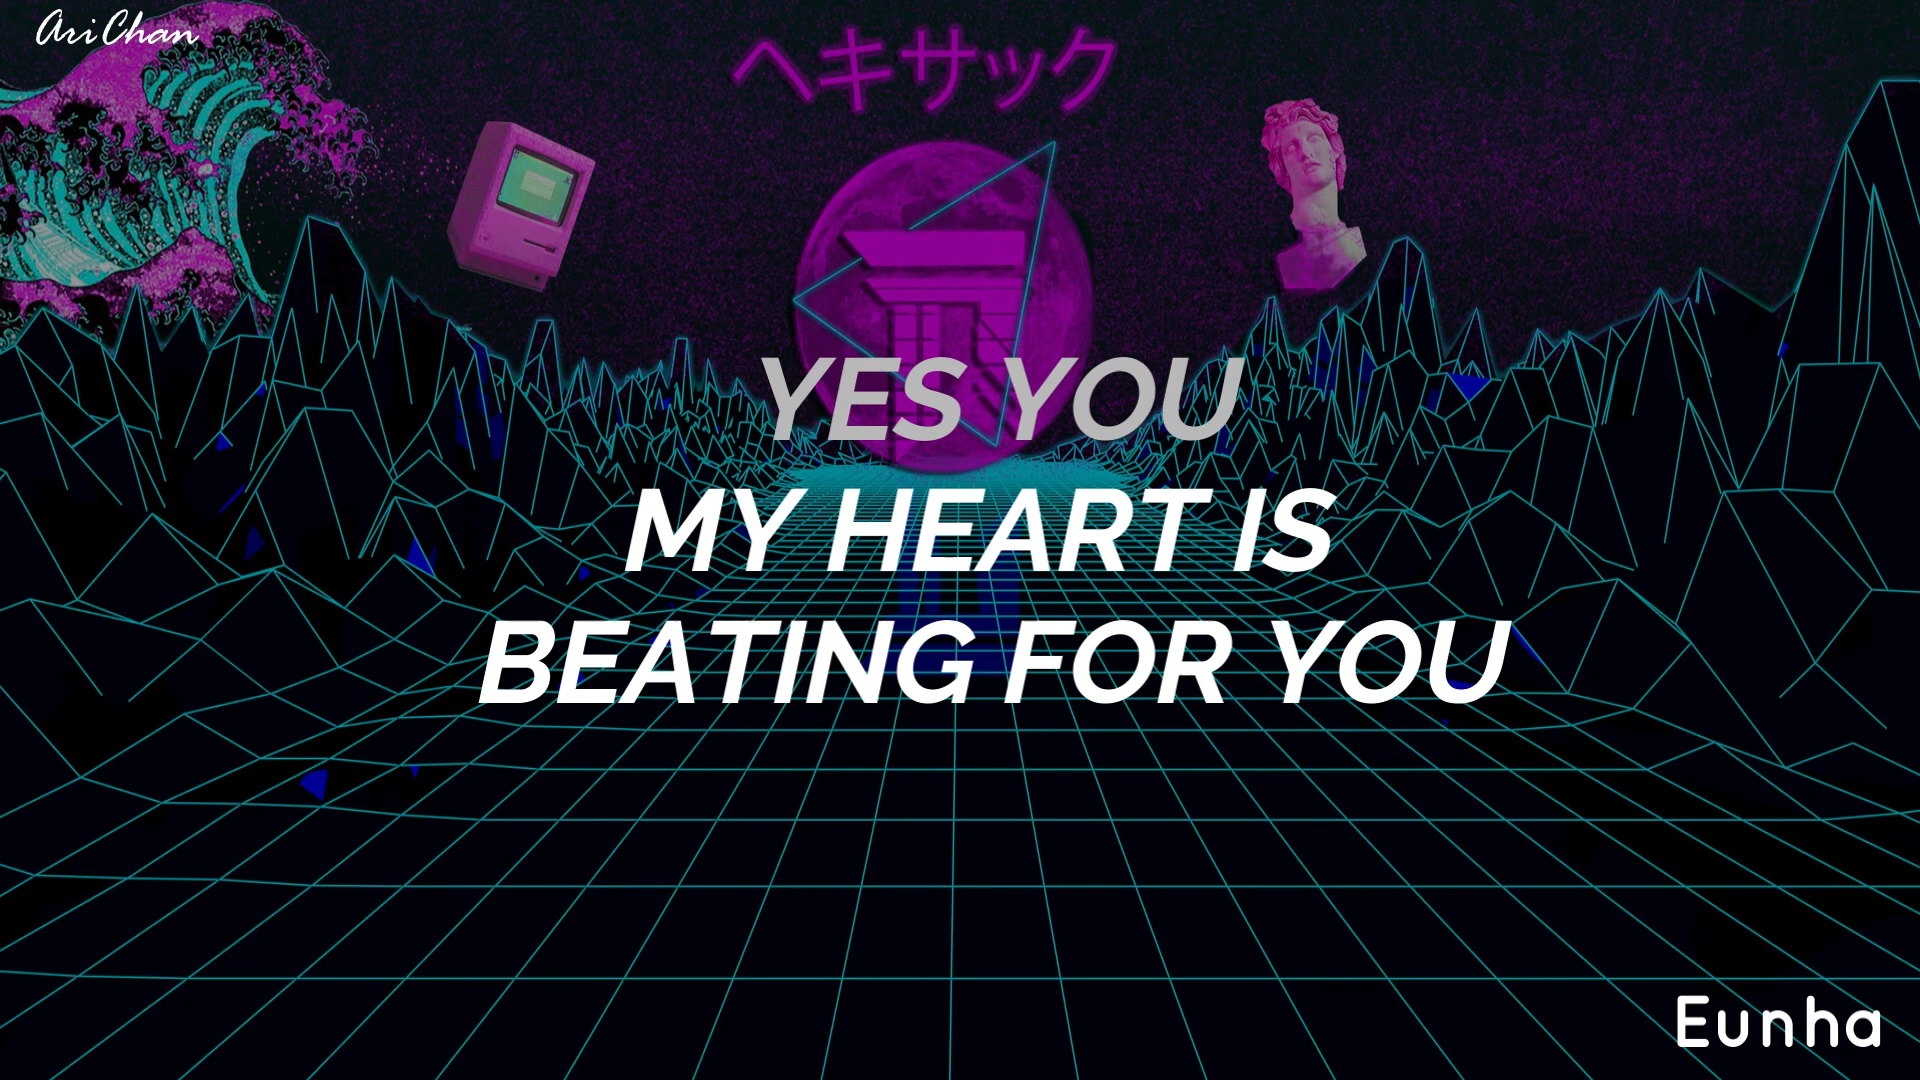 AriChan
ヘキサック
YES YOU
MY HEART IS
BEATING FOR YOU
Eunha